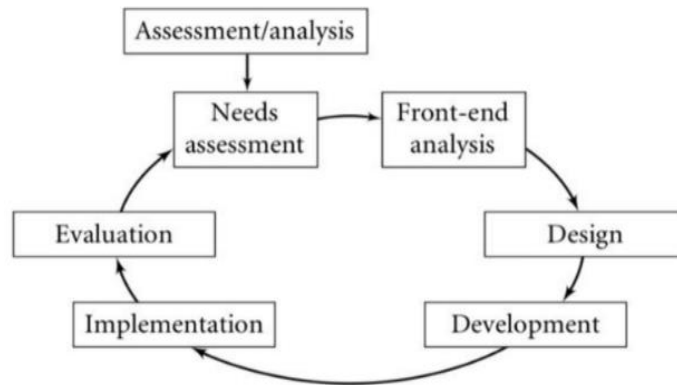 Assessment/analysis
Needs
assessment
Front-end
analysis
Evaluation
Design
Implementation
Development